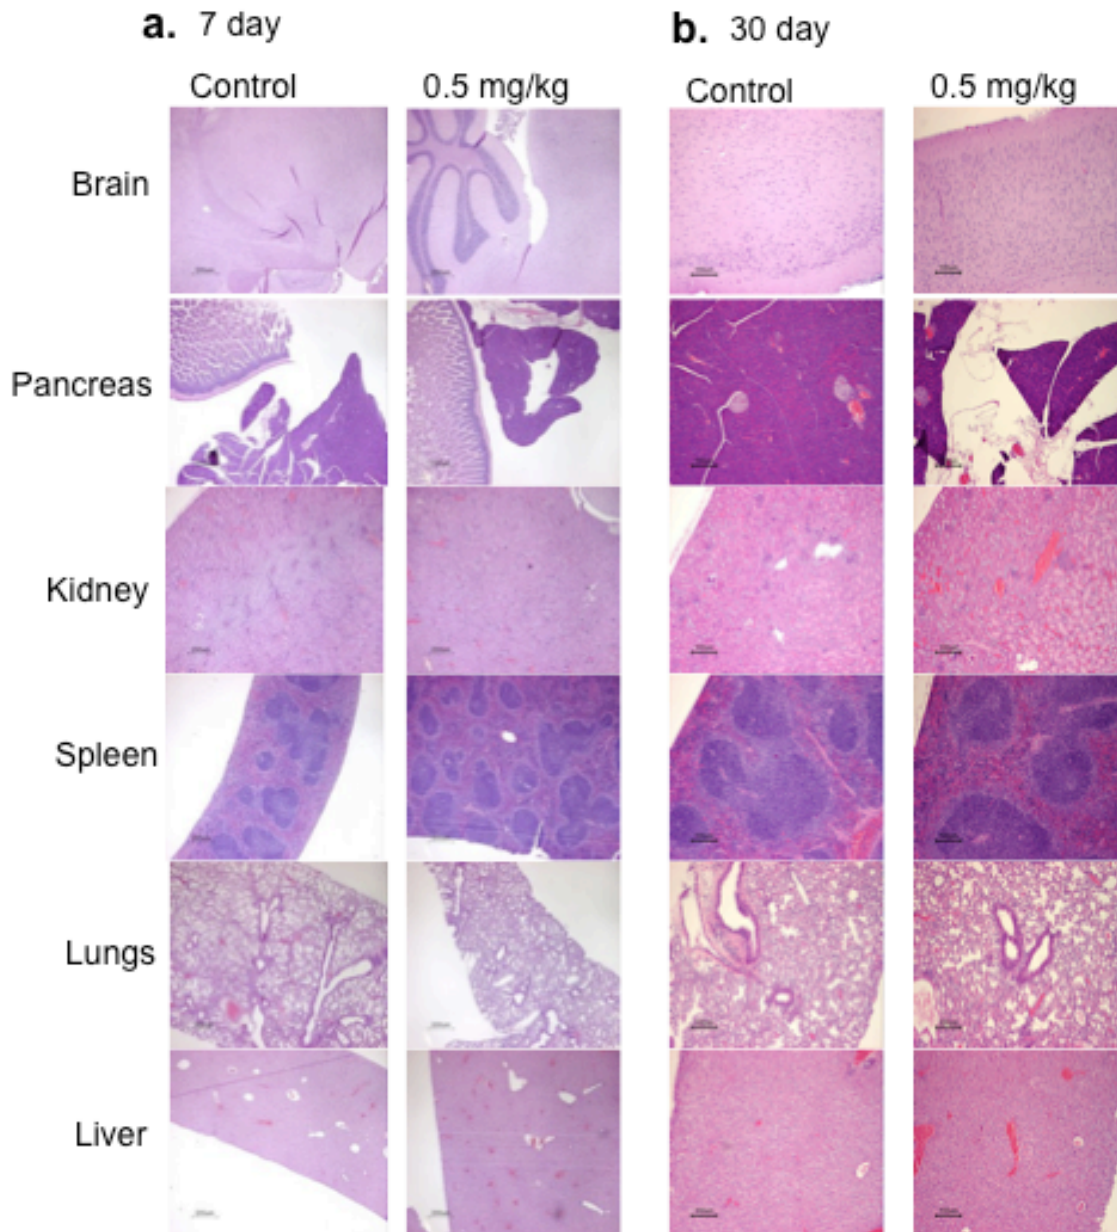 a. 7 day
b. 30 day
Control
0.5 mg/kg
Control
0.5 mg/kg
Brain
Pancreas
Kidney
Spleen
Lungs
Liver